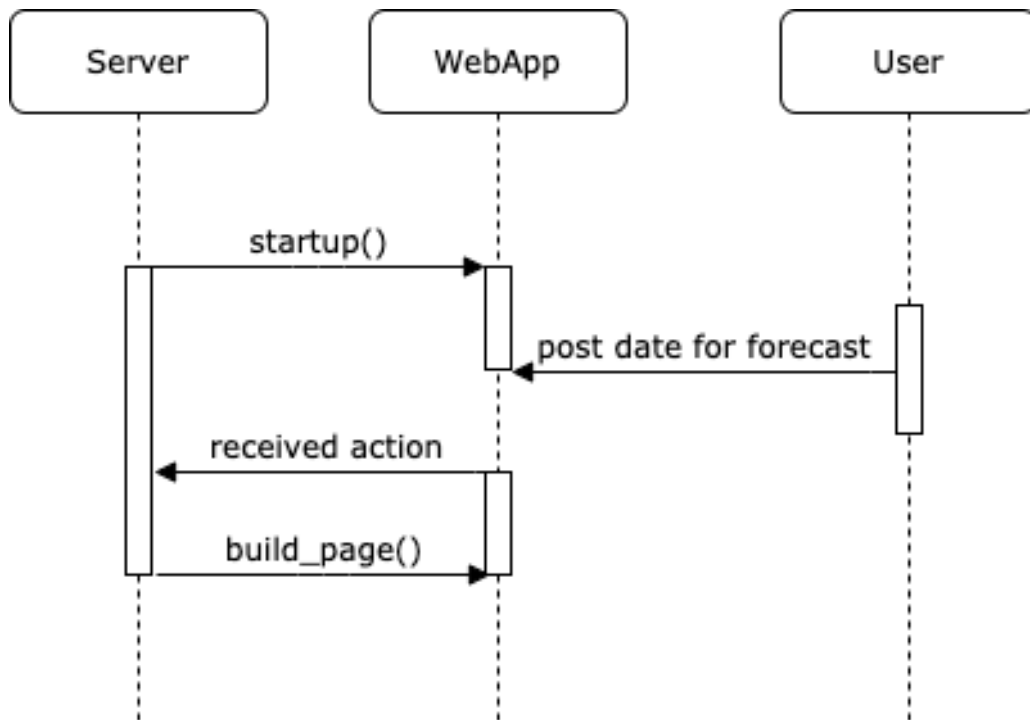 Server
WebApp
User
startup()
post date for forecast
received action
build_page()